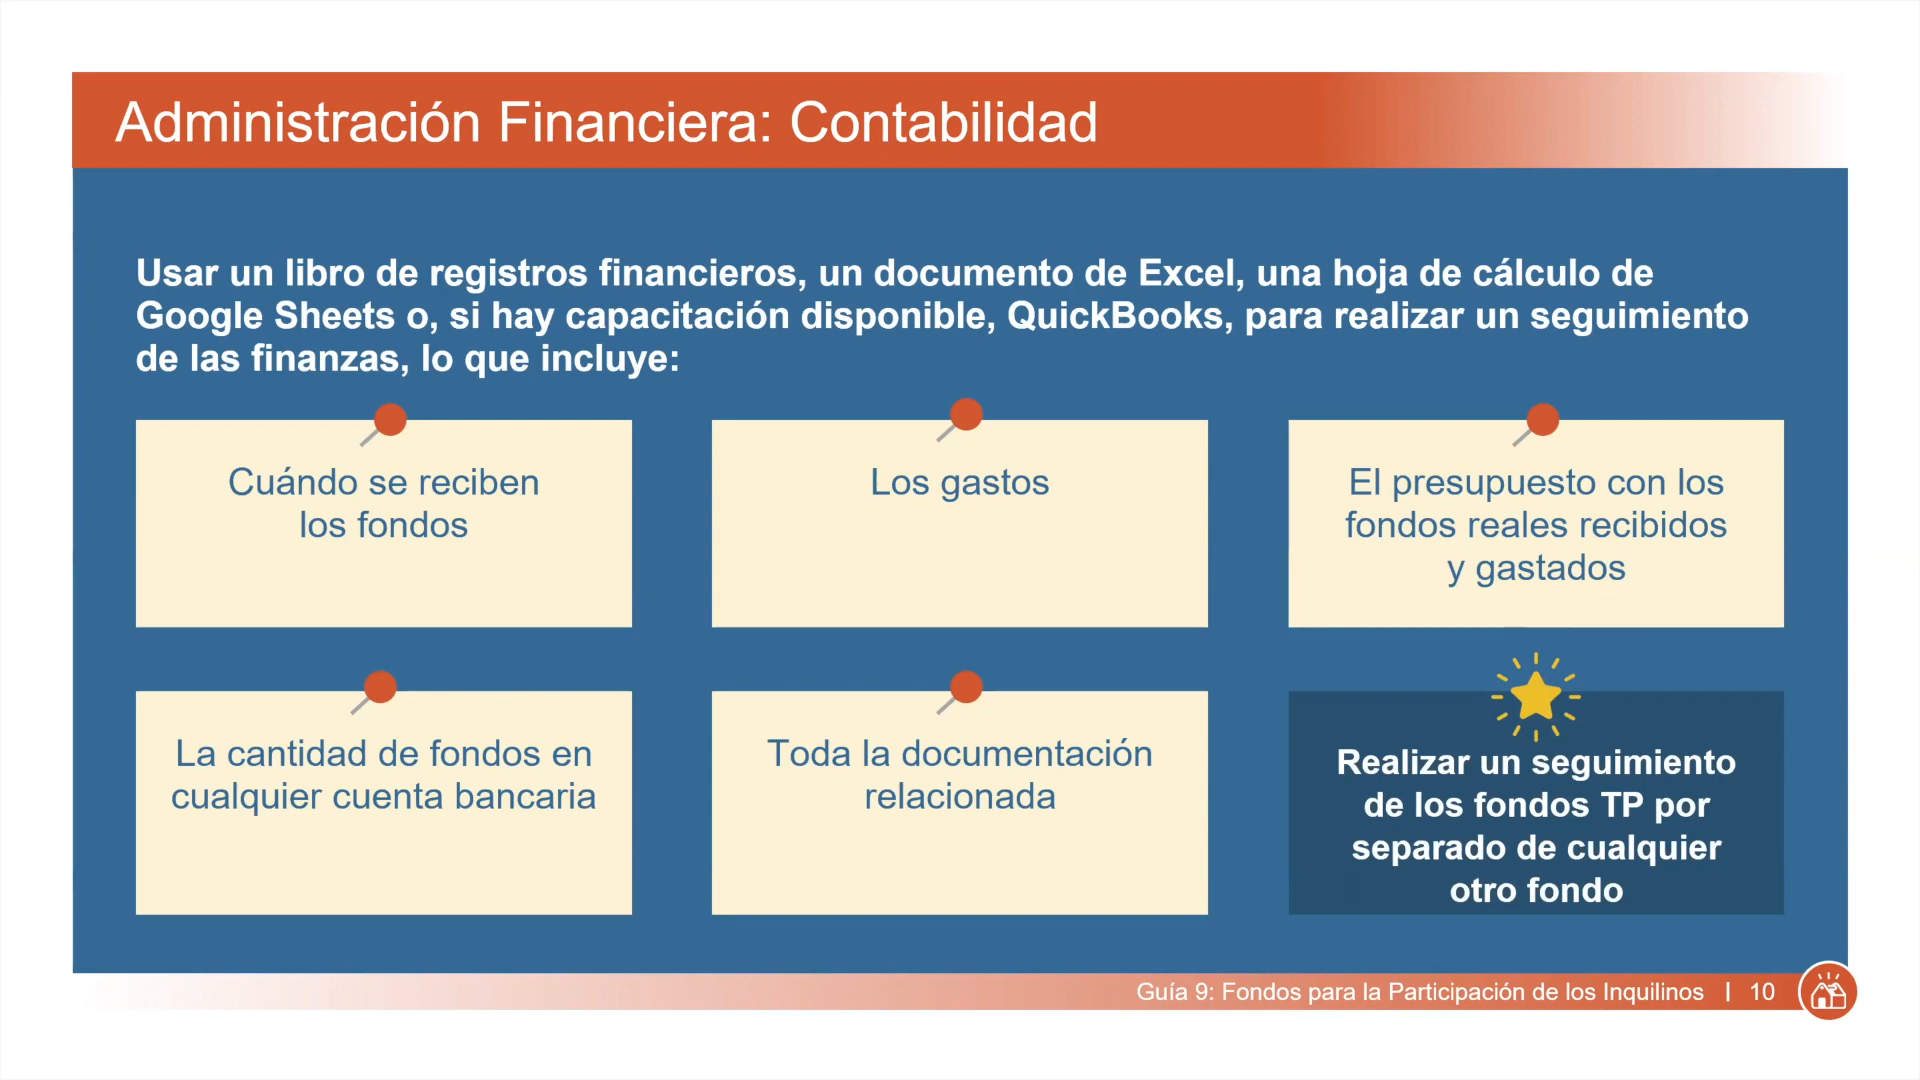 Administración Financiera: Contabilidad
Usar un libro de registros financieros, un documento de Excel, una hoja de cálculo de
Google Sheets o, si hay capacitación disponible, QuickBooks, para realizar un seguimiento
de las finanzas, lo que incluye:
Cuándo se reciben
los fondos
Los gastos
El presupuesto con los
fondos reales recibidos
y gastados
La cantidad de fondos en
cualquier cuenta bancaria
Toda la documentación
relacionada
Realizar un seguimiento
de los fondos TP por
separado de cualquier
otro fondo
Guía 9: Fondos para la Participación de los Inquilinos | 10